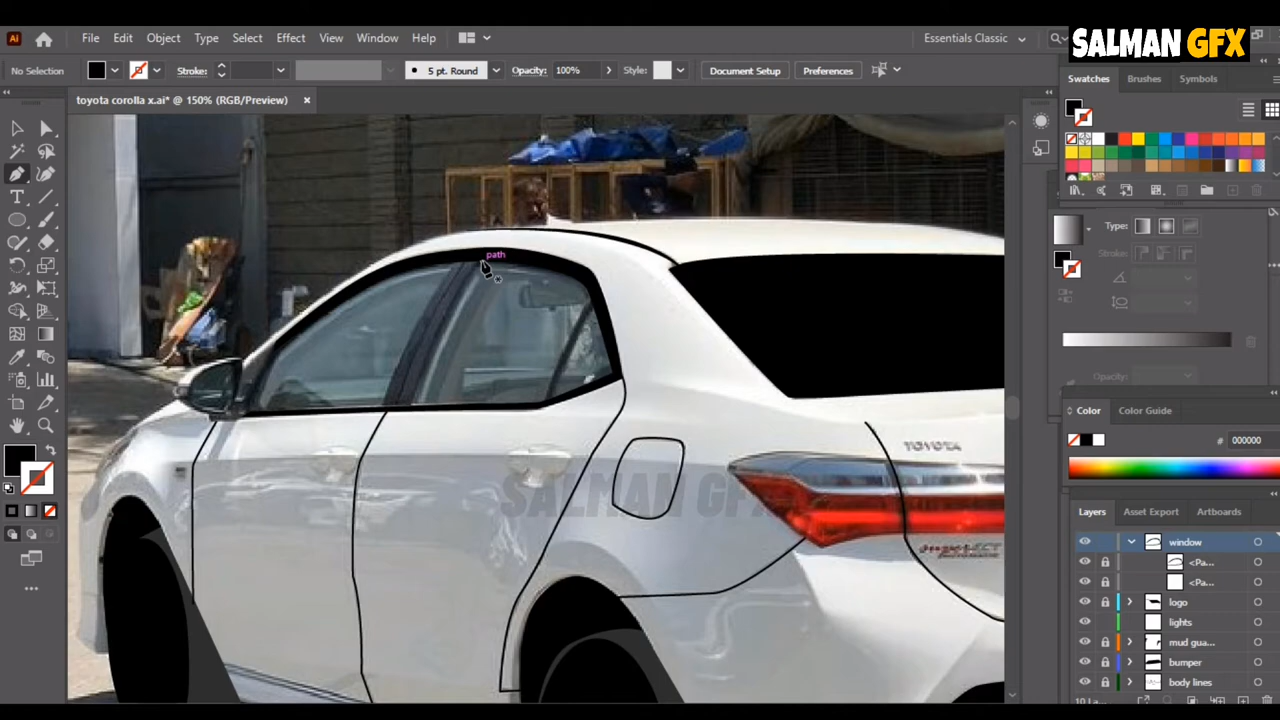 SALMAN GFX
Ai
File Edit Object Type Select Effect View Window Help
Essentials Classic
No Selection
Stroke:
5 pt. Round
Opacity: 100%
Style:
Document Setup
Preferences
toyota corolla x.ai* @ 150% (RGB/Preview)
Swatches Brushes Symbols
Type:
Stroke:
Opacity:
Color Color Guide
# 000000
Layers Asset Export Artboards
window
<Pa...
<Pa...
logo
lights
mud gua...
bumper
body lines
path
TOYOTA
SALMAN GFX